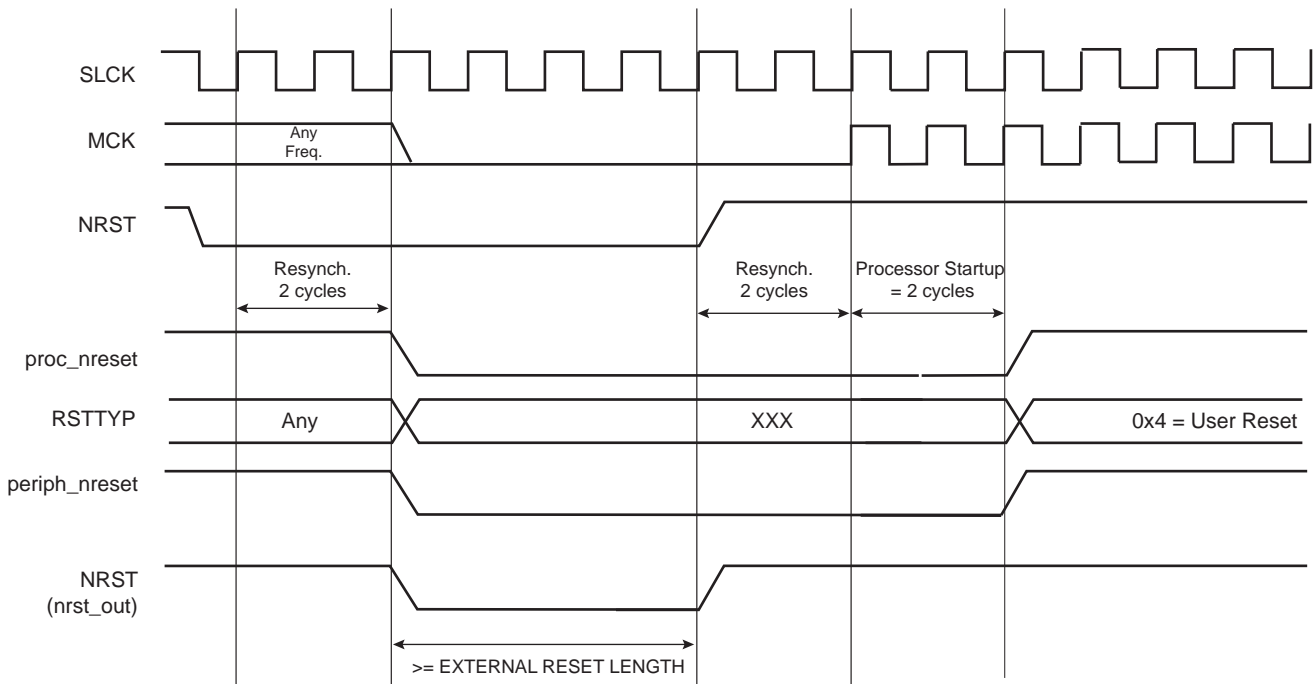 SLCK
MCK
Any
Freq.
NRST
Resynch.
2 cycles
Resynch.
2 cycles
Processor Startup
= 2 cycles
proc_nreset
RSTTYP
Any
XXX
0x4 = User Reset
periph_nreset
NRST
(nrst_out)
>= EXTERNAL RESET LENGTH